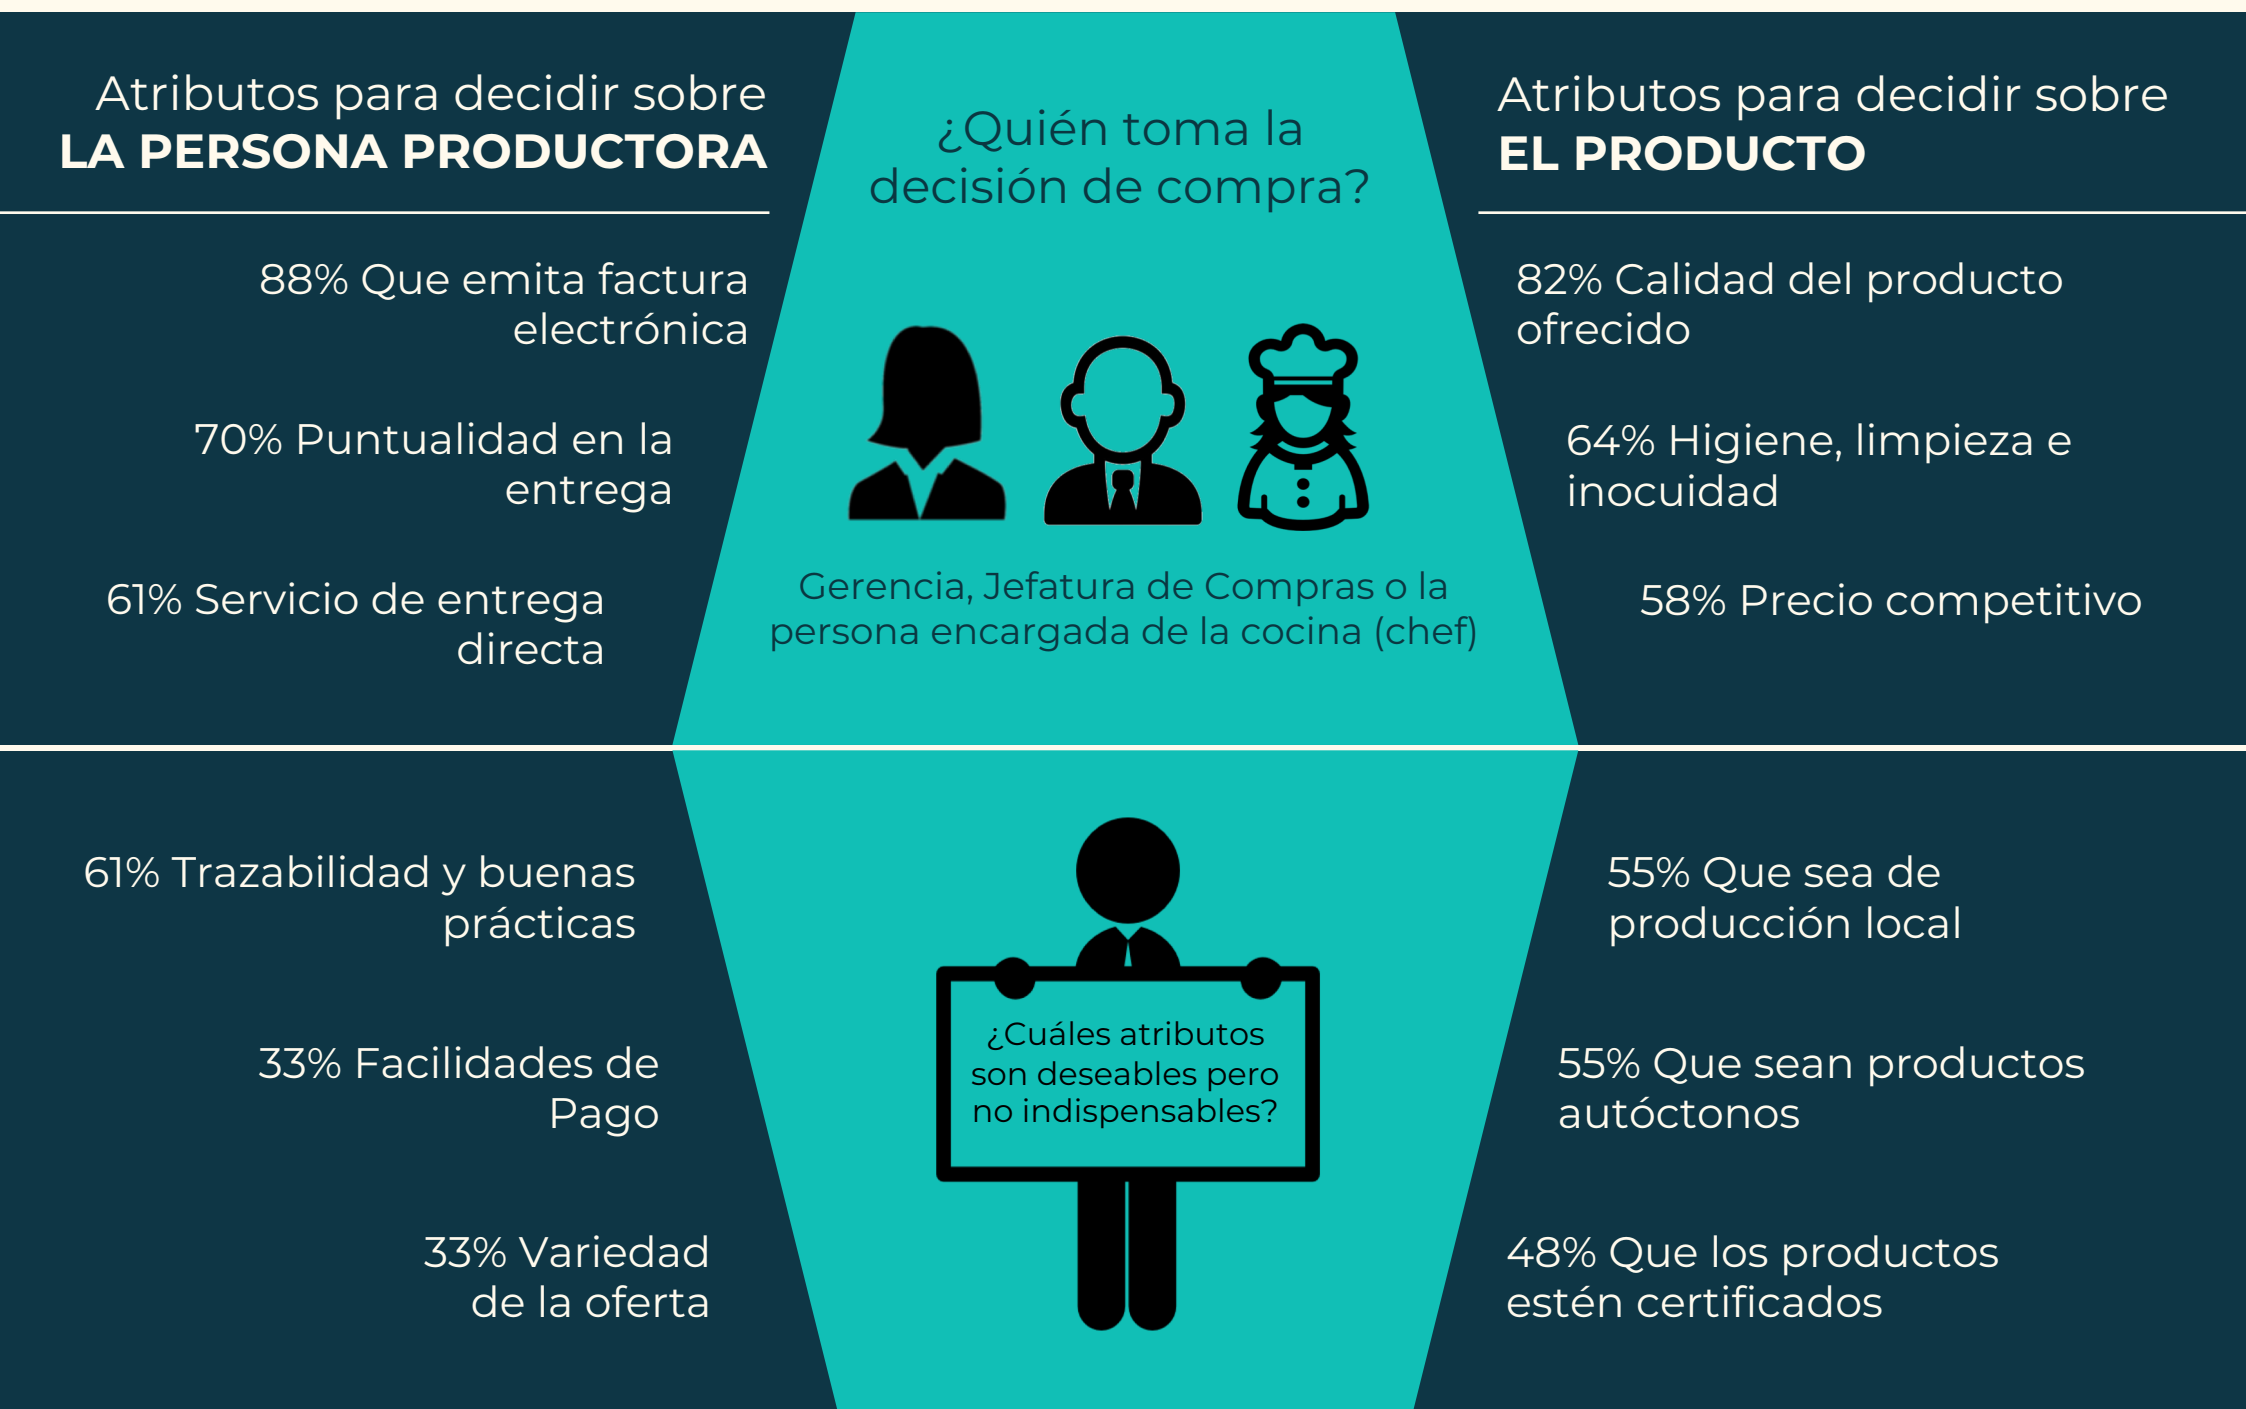 Atributos para decidir sobre
LA PERSONA PRODUCTORA
88% Que emita factura
electrónica
70% Puntualidad en la
entrega
61% Servicio de entrega
directa
¿Quién toma la
decisión de compra?
Gerencia, Jefatura de Compras o la
persona encargada de la cocina (chef)
Atributos para decidir sobre
EL PRODUCTO
82% Calidad del producto
ofrecido
64% Higiene, limpieza e
inocuidad
58% Precio competitivo
61% Trazabilidad y buenas
prácticas
33% Facilidades de
Pago
33% Variedad
de la oferta
¿Cuáles atributos
son deseables pero
no indispensables?
55% Que sea de
producción local
55% Que sean productos
autóctonos
48% Que los productos
estén certificados